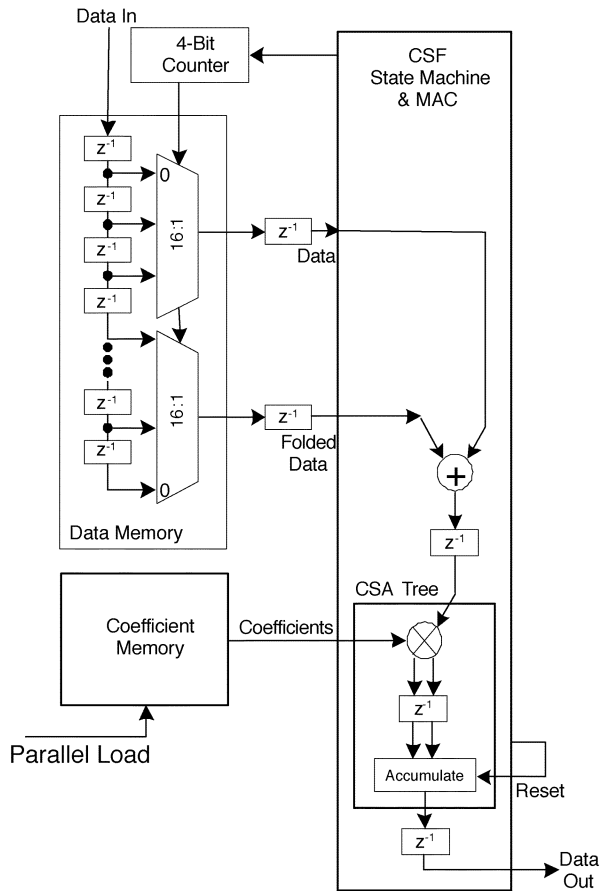 Data In
4-Bit
Counter
CSF
State Machine
& MAC
z⁻¹
0
z⁻¹
16:1
z⁻¹
z⁻¹
Data
z⁻¹
16:1
z⁻¹
z⁻¹
Folded
Data
z⁻¹
0
+
Data Memory
z⁻¹
CSA Tree
Coefficient
Memory
Coefficients
z⁻¹
Parallel Load
Accumulate
Reset
z⁻¹
Data
Out